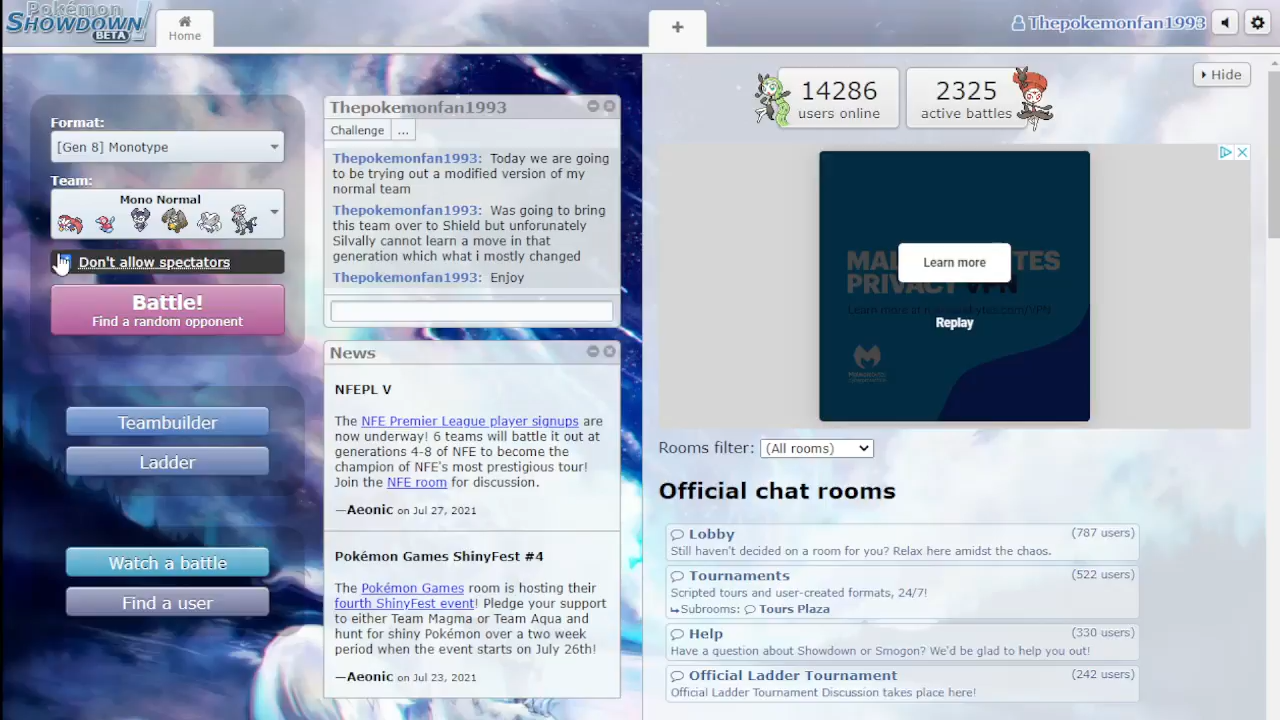 Pokémon
SHOWDOWN!
BETA
Home
+
Thepokemonfan1993
Format:
[Gen 8] Monotype
Team:
Mono Normal
Don't allow spectators
Battle!
Find a random opponent
Teambuilder
Ladder
Watch a battle
Find a user
Thepokemonfan1993
Challenge ...
Thepokemonfan1993: Today we are going
to be trying out a modified version of my
normal team
Thepokemonfan1993: Was going to bring
this team over to Shield but unforunately
Silvally cannot learn a move in that
generation which what i mostly changed
Thepokemonfan1993: Enjoy
News
NFEPL V
The NFE Premier League player signups are
now underway! 6 teams will battle it out at
generations 4-8 of NFE to become the
champion of NFE's most prestigious tour!
Join the NFE room for discussion.
—Aeonic on Jul 27, 2021
Pokémon Games ShinyFest #4
The Pokémon Games room is hosting their
fourth ShinyFest event! Pledge your support
to either Team Magma or Team Aqua and
hunt for shiny Pokémon over a two week
period when the event starts on July 26th!
—Aeonic on Jul 23, 2021
14286
users online
2325
active battles
Hide
Learn more
PRIVACY VPN
Replay
Rooms filter: (All rooms)
Official chat rooms
Lobby (787 users)
Still haven't decided on a room for you? Relax here amidst the chaos.
Tournaments (522 users)
Scripted tours and user-created formats, 24/7!
↳Subrooms: Tours Plaza
Help (330 users)
Have a question about Showdown or Smogon? We'd be glad to help you out!
Official Ladder Tournament (242 users)
Official Ladder Tournament Discussion takes place here!